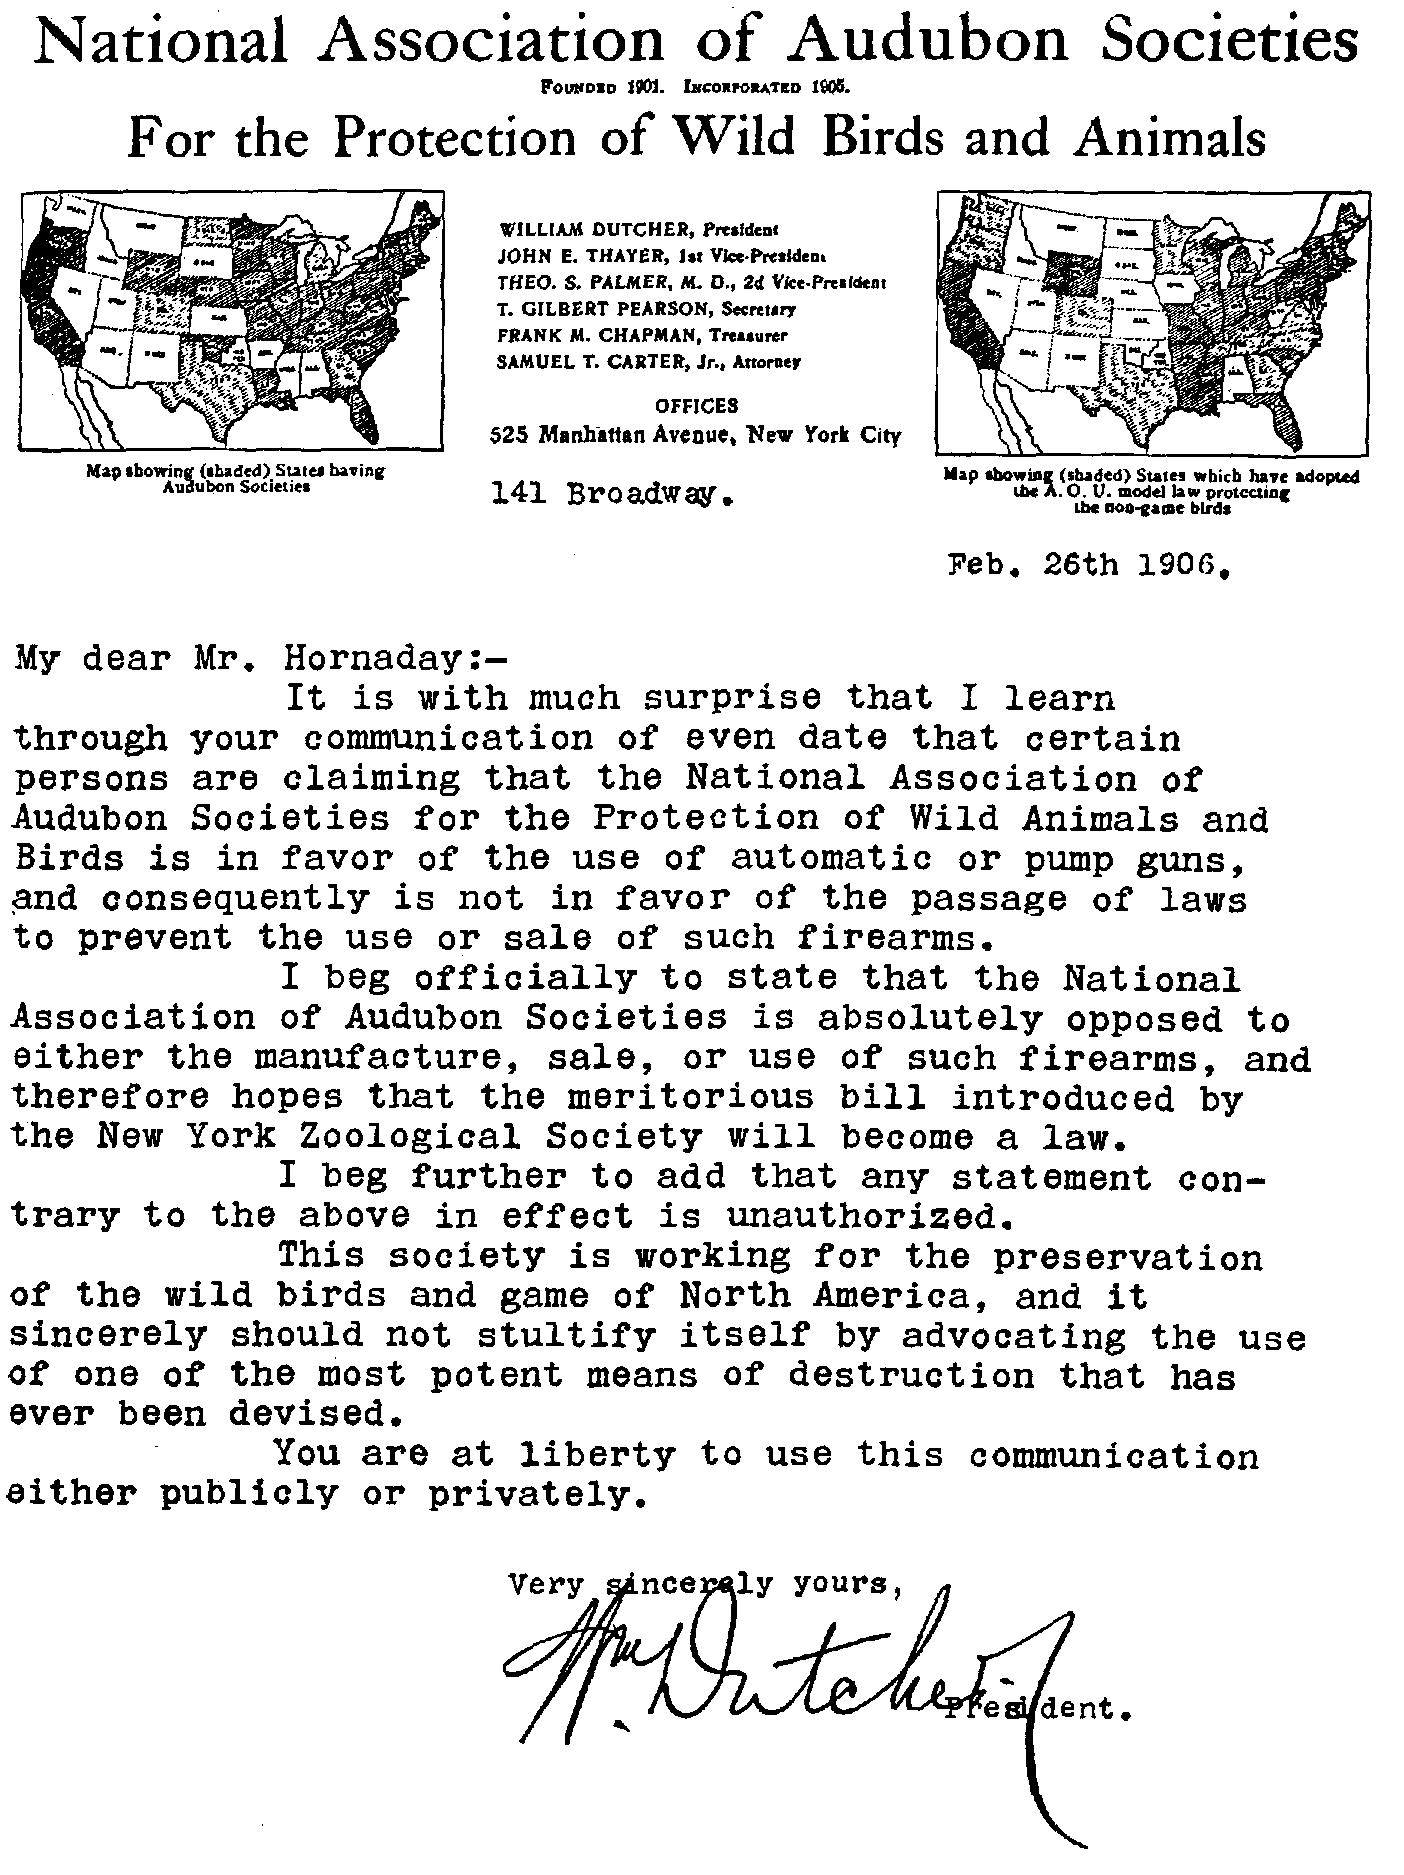 National Association of Audubon Societies
FOUNDED 1901. INCORPORATED 1905.
For the Protection of Wild Birds and Animals
WILLIAM DUTCHER, President
JOHN E. THAYER, 1st Vice-President
THEO. S. PALMER, M. D., 2d Vice-President
T. GILBERT PEARSON, Secretary
FRANK M. CHAPMAN, Treasurer
SAMUEL T. CARTER, Jr., Attorney
OFFICES
525 Manhattan Avenue, New York City
141 Broadway.
Map showing (shaded) States having
Audubon Societies
Map showing (shaded) States which have adopted
the A. O. U. model law protecting
the non-game birds
Feb. 26th 1906.
My dear Mr. Hornaday:-
It is with much surprise that I learn
through your communication of even date that certain
persons are claiming that the National Association of
Audubon Societies for the Protection of Wild Animals and
Birds is in favor of the use of automatic or pump guns,
and consequently is not in favor of the passage of laws
to prevent the use or sale of such firearms.
I beg officially to state that the National
Association of Audubon Societies is absolutely opposed to
either the manufacture, sale, or use of such firearms, and
therefore hopes that the meritorious bill introduced by
the New York Zoological Society will become a law.
I beg further to add that any statement con-
trary to the above in effect is unauthorized.
This society is working for the preservation
of the wild birds and game of North America, and it
sincerely should not stultify itself by advocating the use
of one of the most potent means of destruction that has
ever been devised.
You are at liberty to use this communication
either publicly or privately.
Very sincerely yours,
Wm. Dutcher
President.